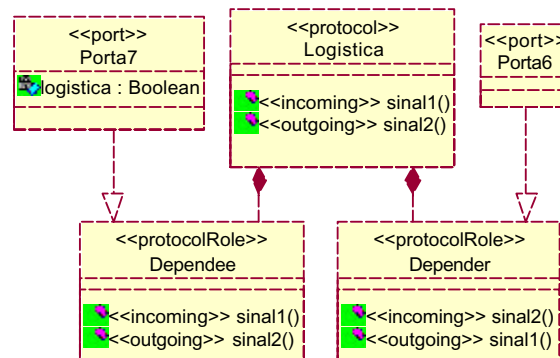 <<port>>
Porta7
logistica : Boolean
<<protocol>>
Logistica
<<incoming>> sinal1()
<<outgoing>> sinal2()
<<port>>
Porta6
<<protocolRole>>
Dependee
<<incoming>> sinal1()
<<outgoing>> sinal2()
<<protocolRole>>
Depender
<<incoming>> sinal2()
<<outgoing>> sinal1()